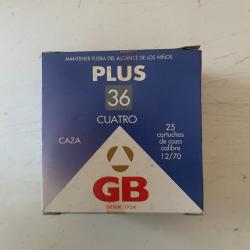 MANTENER FUERA DEL ALCANCE DE LOS NIÑOS
PLUS
36
CUATRO
CAZA
25
cartuchos
de caza
calibre
12/70
GB
DESDE 1954